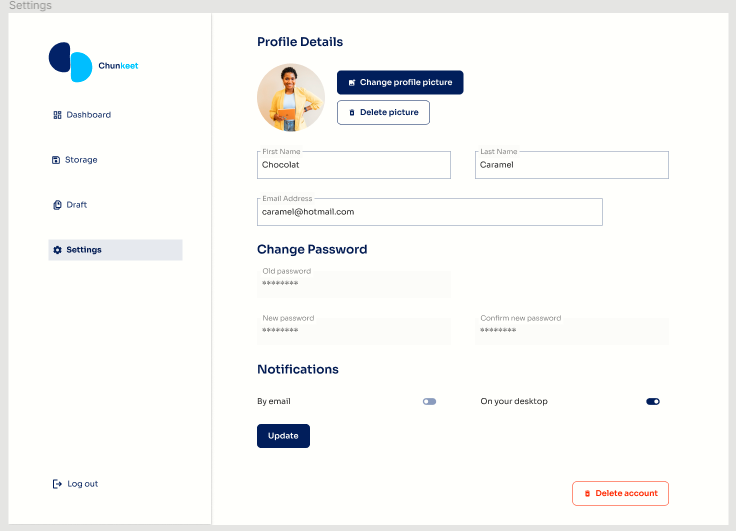 Settings
Chunkeet
Dashboard
Storage
Draft
Settings
Log out
Profile Details
Change profile picture
Delete picture
First Name
Chocolat
Last Name
Caramel
Email Address
caramel@hotmail.com
Change Password
Old password
********
New password
********
Confirm new password
********
Notifications
By email
On your desktop
Update
Delete account